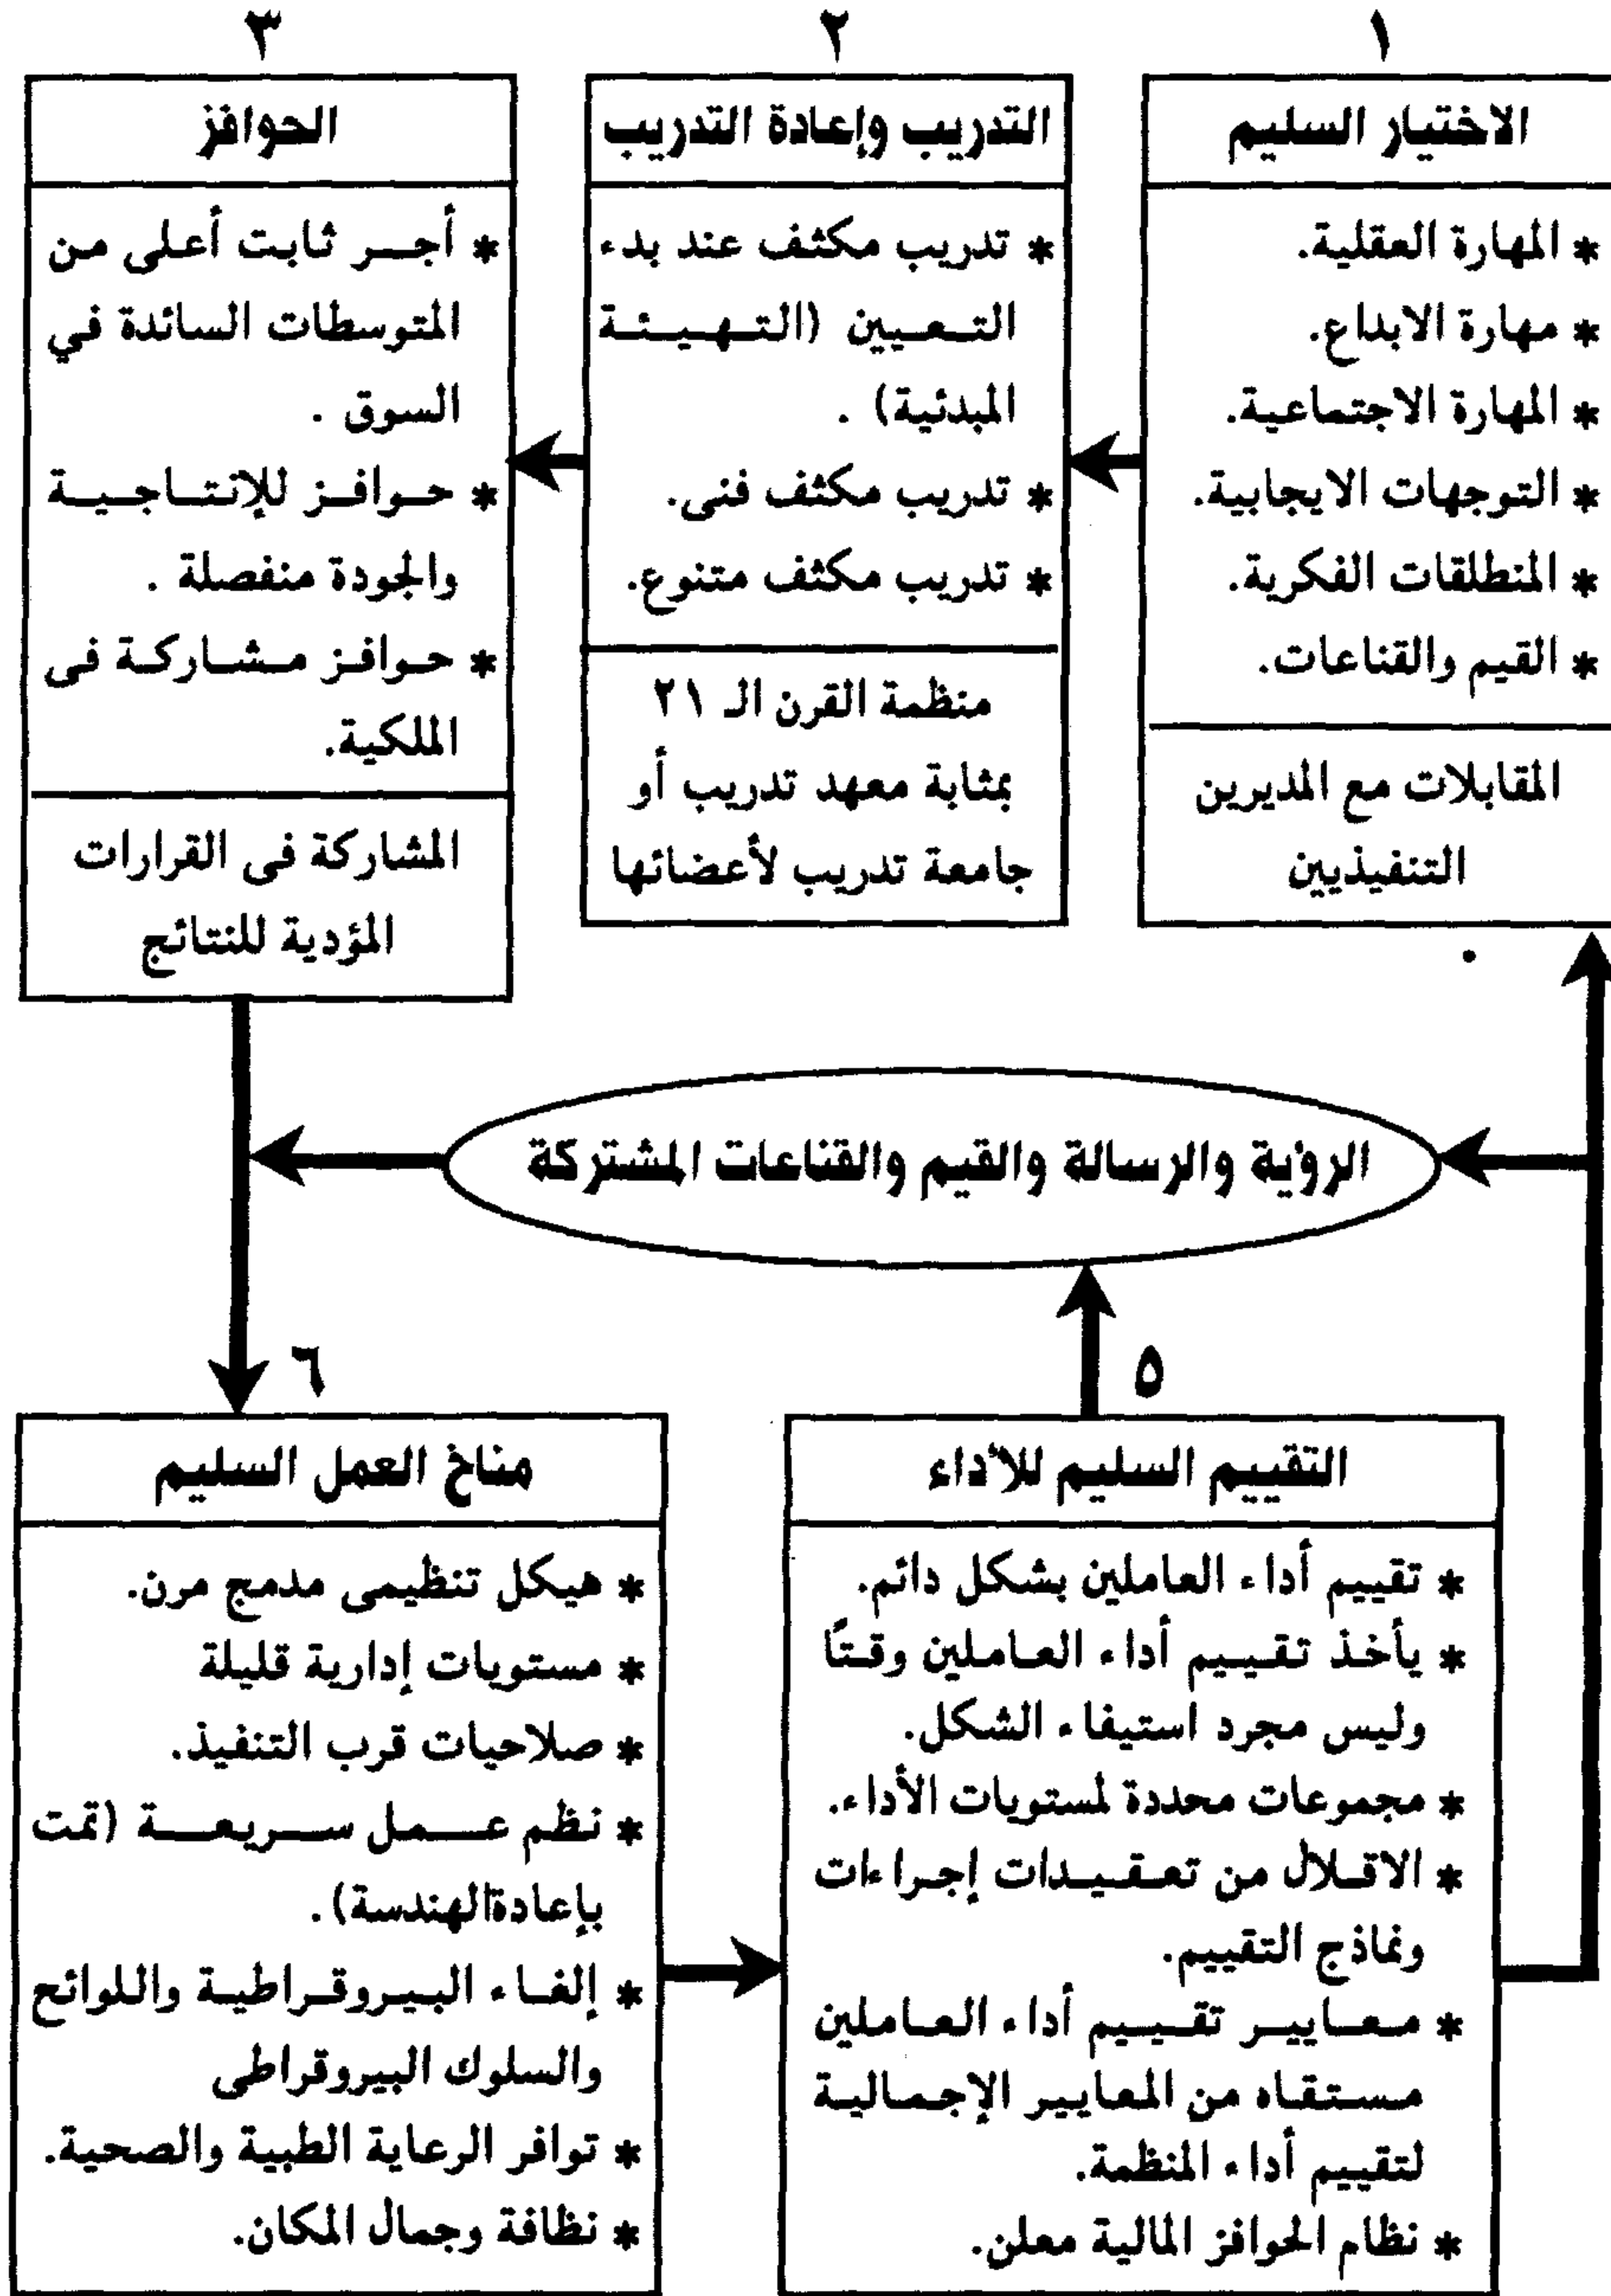 ١
الاختيار السليم
* المهارة العقلية.
* مهارة الابداع.
* المهارة الاجتماعية.
* التوجهات الايجابية.
* المنطلقات الفكرية.
* القيم والقناعات.
المقابلات مع المديرين
التنفيذيين
٢
التدريب وإعادة التدريب
* تدريب مكثف عند بدء
التعيين (التهيئة
المبدئية) .
* تدريب مكثف فنى.
* تدريب مكثف متنوع.
منظمة القرن الـ ٢١
بمثابة معهد تدريب أو
جامعة تدريب لأعضائها
٣
الحوافز
* أجر ثابت أعلى من
المتوسطات السائدة في
السوق .
* حوافز للإنتاجية
والجودة منفصلة .
* حوافز مشاركة فى
الملكية.
المشاركة فى القرارات
المؤدية للنتائج
الرؤية والرسالة والقيم والقناعات المشتركة
٥
التقييم السليم للأداء
* تقييم أداء العاملين بشكل دائم.
* يأخذ تقييم أداء العاملين وقتًا
وليس مجرد استيفاء الشكل.
* مجموعات محددة لمستويات الأداء.
* الاقلال من تعقيدات إجراءات
ونماذج التقييم.
* معايير تقييم أداء العاملين
مستقاه من المعايير الإجمالية
لتقييم أداء المنظمة.
* نظام الحوافز المالية معلن.
٦
مناخ العمل السليم
* هيكل تنظيمى مدمج مرن.
* مستويات إدارية قليلة
* صلاحيات قرب التنفيذ.
* نظم عمل سريعة (تمت
بإعادةالهندسة) .
* إلغاء البيروقراطية واللوائح
والسلوك البيروقراطى
* توافر الرعاية الطبية والصحية.
* نظافة وجمال المكان.